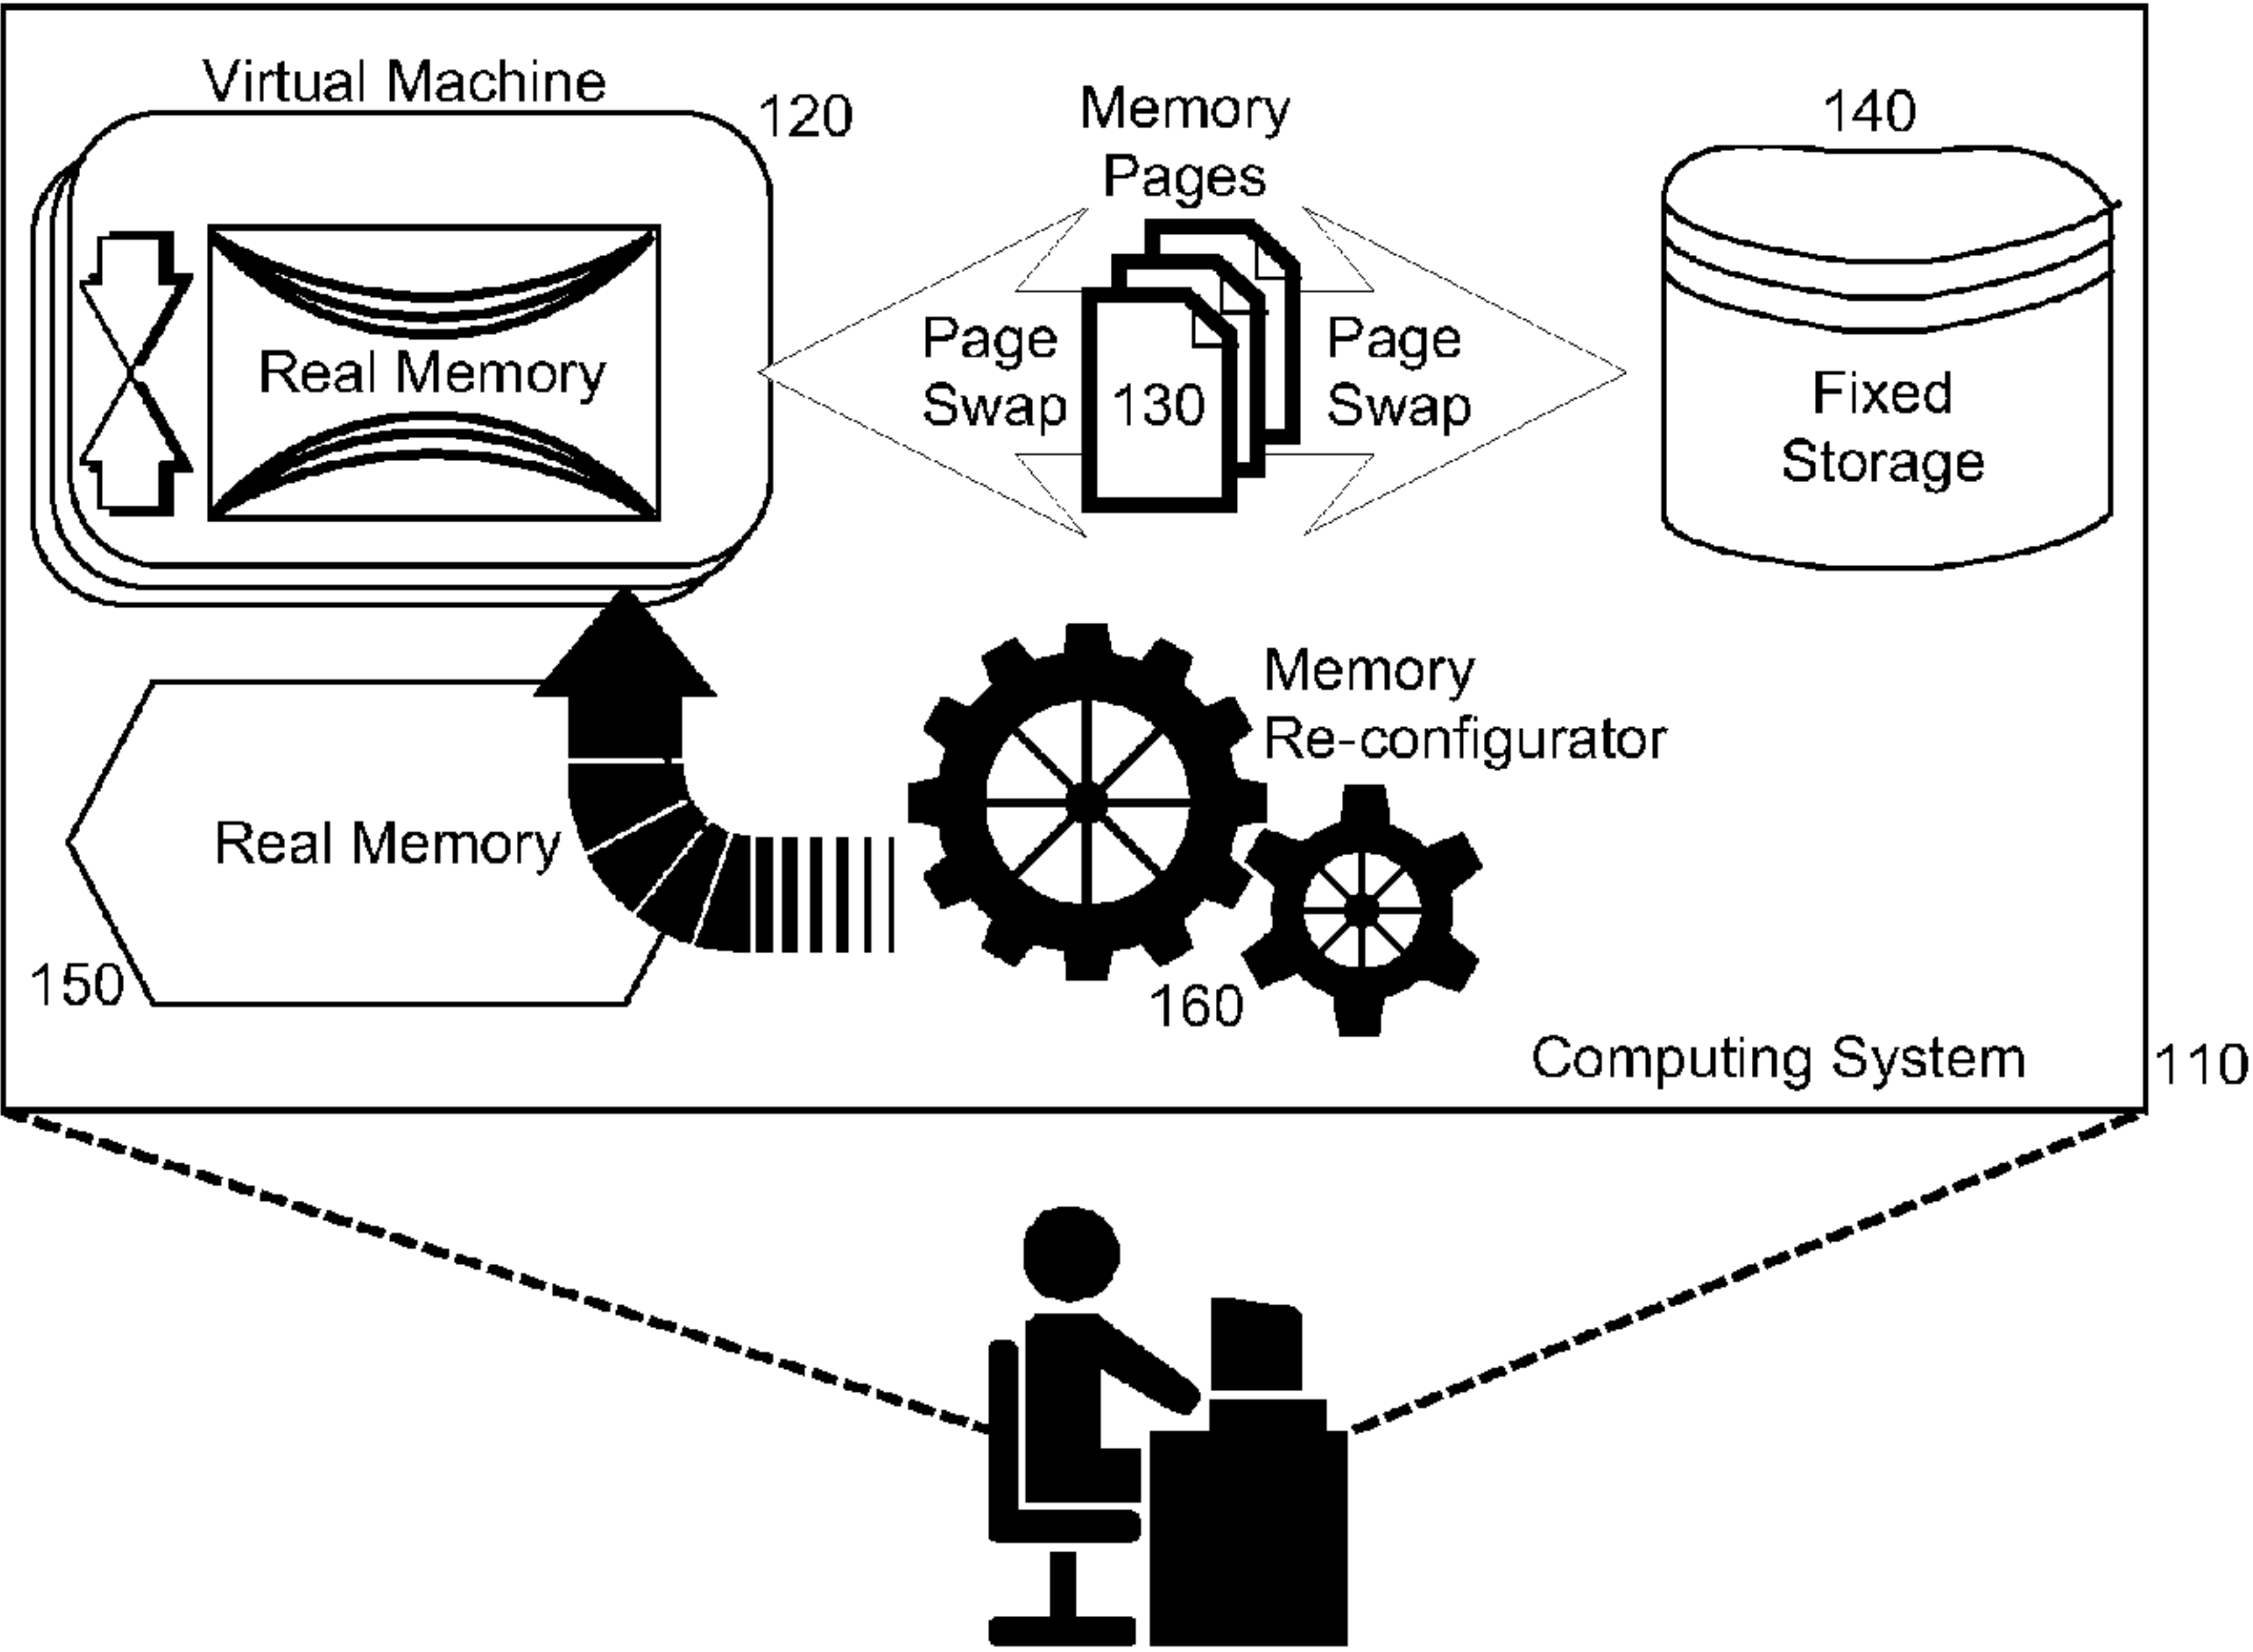 Virtual Machine
120
Memory
Pages
140
Real Memory
Page
Swap
130
Page
Swap
Fixed
Storage
Memory
Re-configurator
Real Memory
150
160
Computing System
110